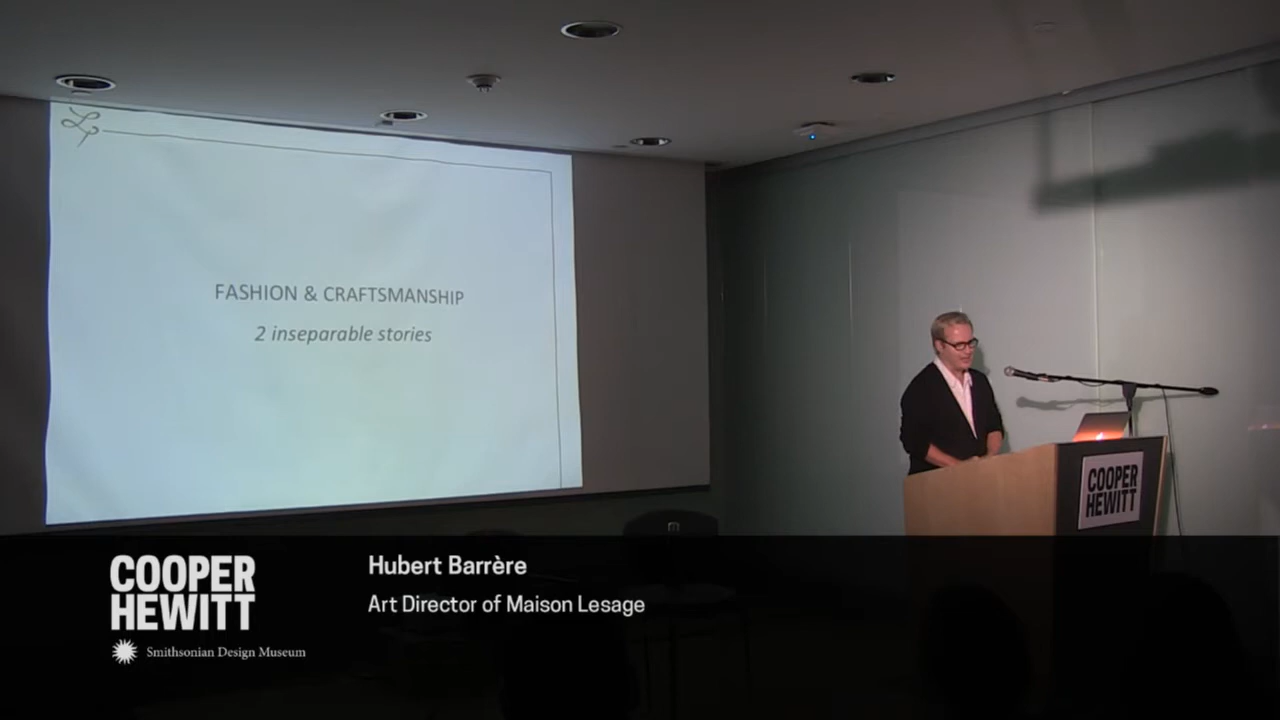 FASHION & CRAFTSMANSHIP
2 inseparable stories
COOPER
HEWITT
COOPER
HEWITT
Smithsonian Design Museum
Hubert Barrère
Art Director of Maison Lesage